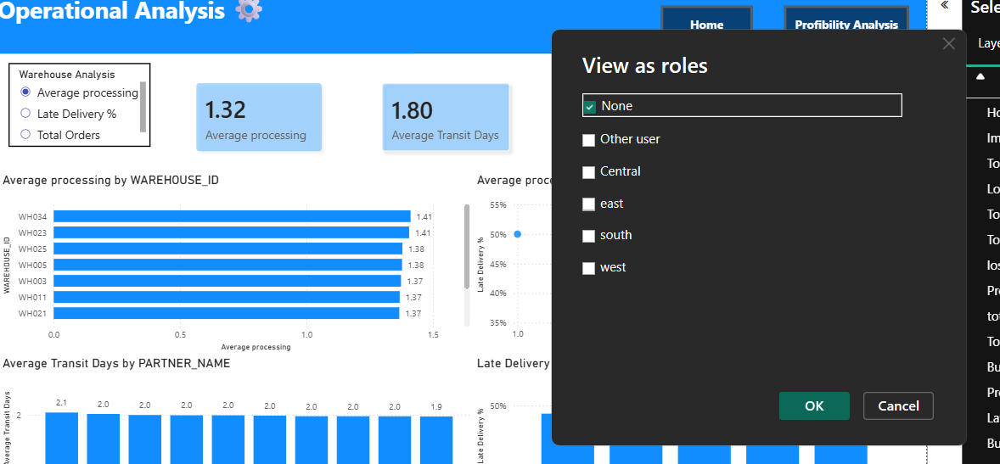 Operational Analysis
Home
Profibility Analysis
Warehouse Analysis
Average processing
Late Delivery %
Total Orders
1.32
Average processing
1.80
Average Transit Days
Average processing by WAREHOUSE_ID
WAREHOUSE_ID
WH034 1.41
WH023 1.41
WH025 1.38
WH005 1.38
WH003 1.37
WH011 1.37
WH021 1.37
0.0 0.5 1.0 1.5
Average processing
Average proce
Late Delivery %
55%
50%
45%
40%
35%
1.0
Average Transit Days by PARTNER_NAME
Average Transit Days
2
2.1 2.0 2.0 2.0 2.0 2.0 2.0 2.0 2.0 1.9
Late Delivery
Late Delivery %
50%
View as roles
None
Other user
Central
east
south
west
OK
Cancel
Sele
Laye
Ho
Im
To
Lo
To
To
los
Pro
tot
To
Bu
Pro
Lat
Bu